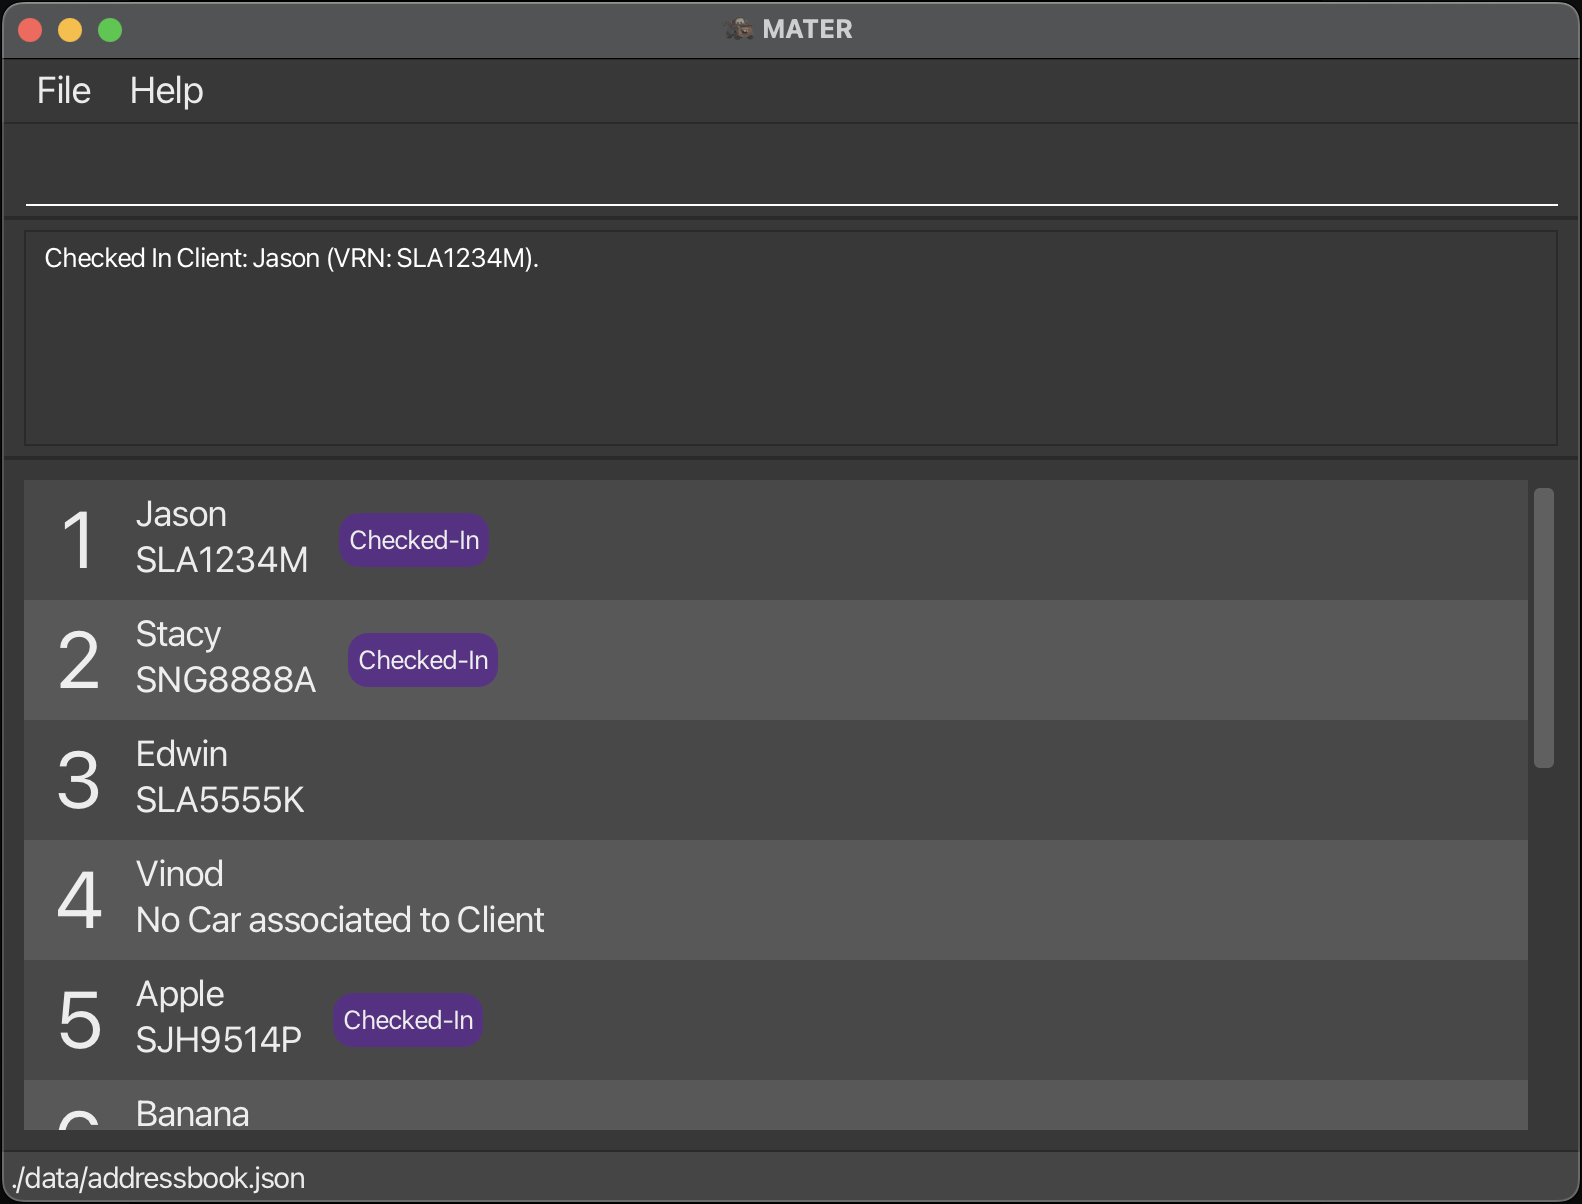 MATER
File Help
Checked In Client: Jason (VRN: SLA1234M).
1
Jason
SLA1234M
Checked-In
2
Stacy
SNG8888A
Checked-In
3
Edwin
SLA5555K
4
Vinod
No Car associated to Client
5
Apple
SJH9514P
Checked-In
6
Banana
./data/addressbook.json